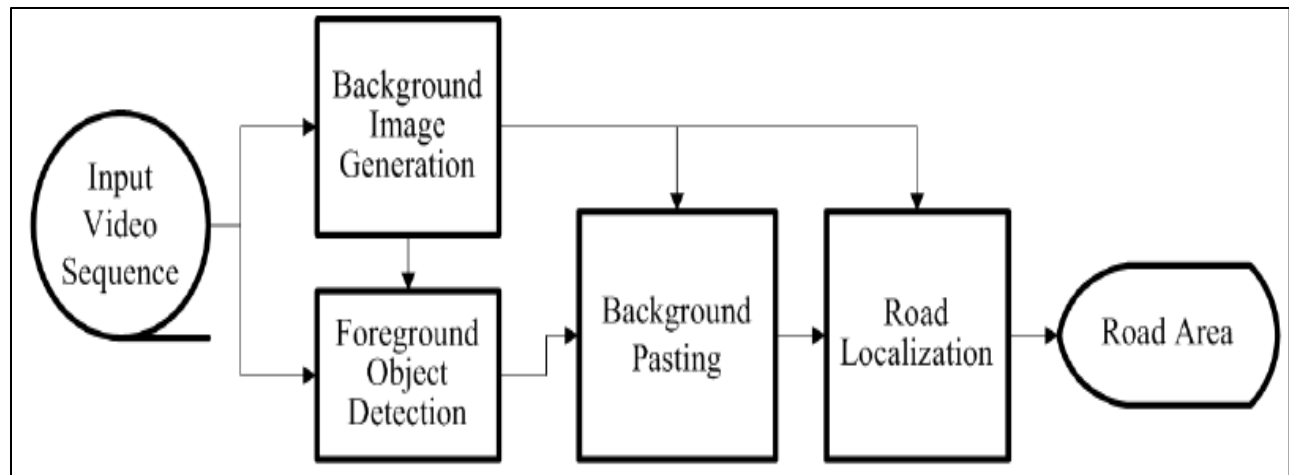 Input
Video
Sequence
Background
Image
Generation
Foreground
Object
Detection
Background
Pasting
Road
Localization
Road Area